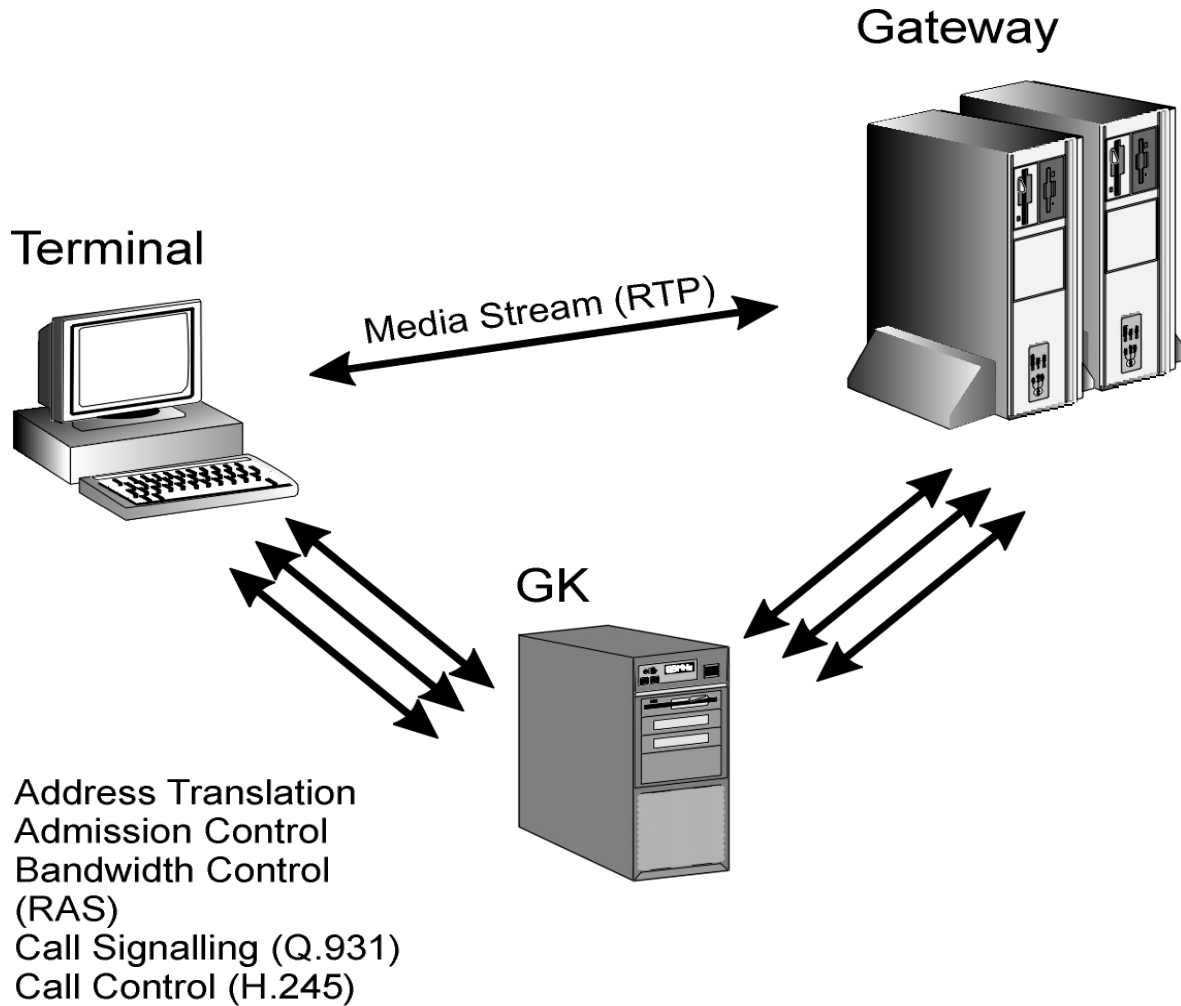 Gateway
Terminal
Media Stream (RTP)
GK
Address Translation
Admission Control
Bandwidth Control
(RAS)
Call Signalling (Q.931)
Call Control (H.245)